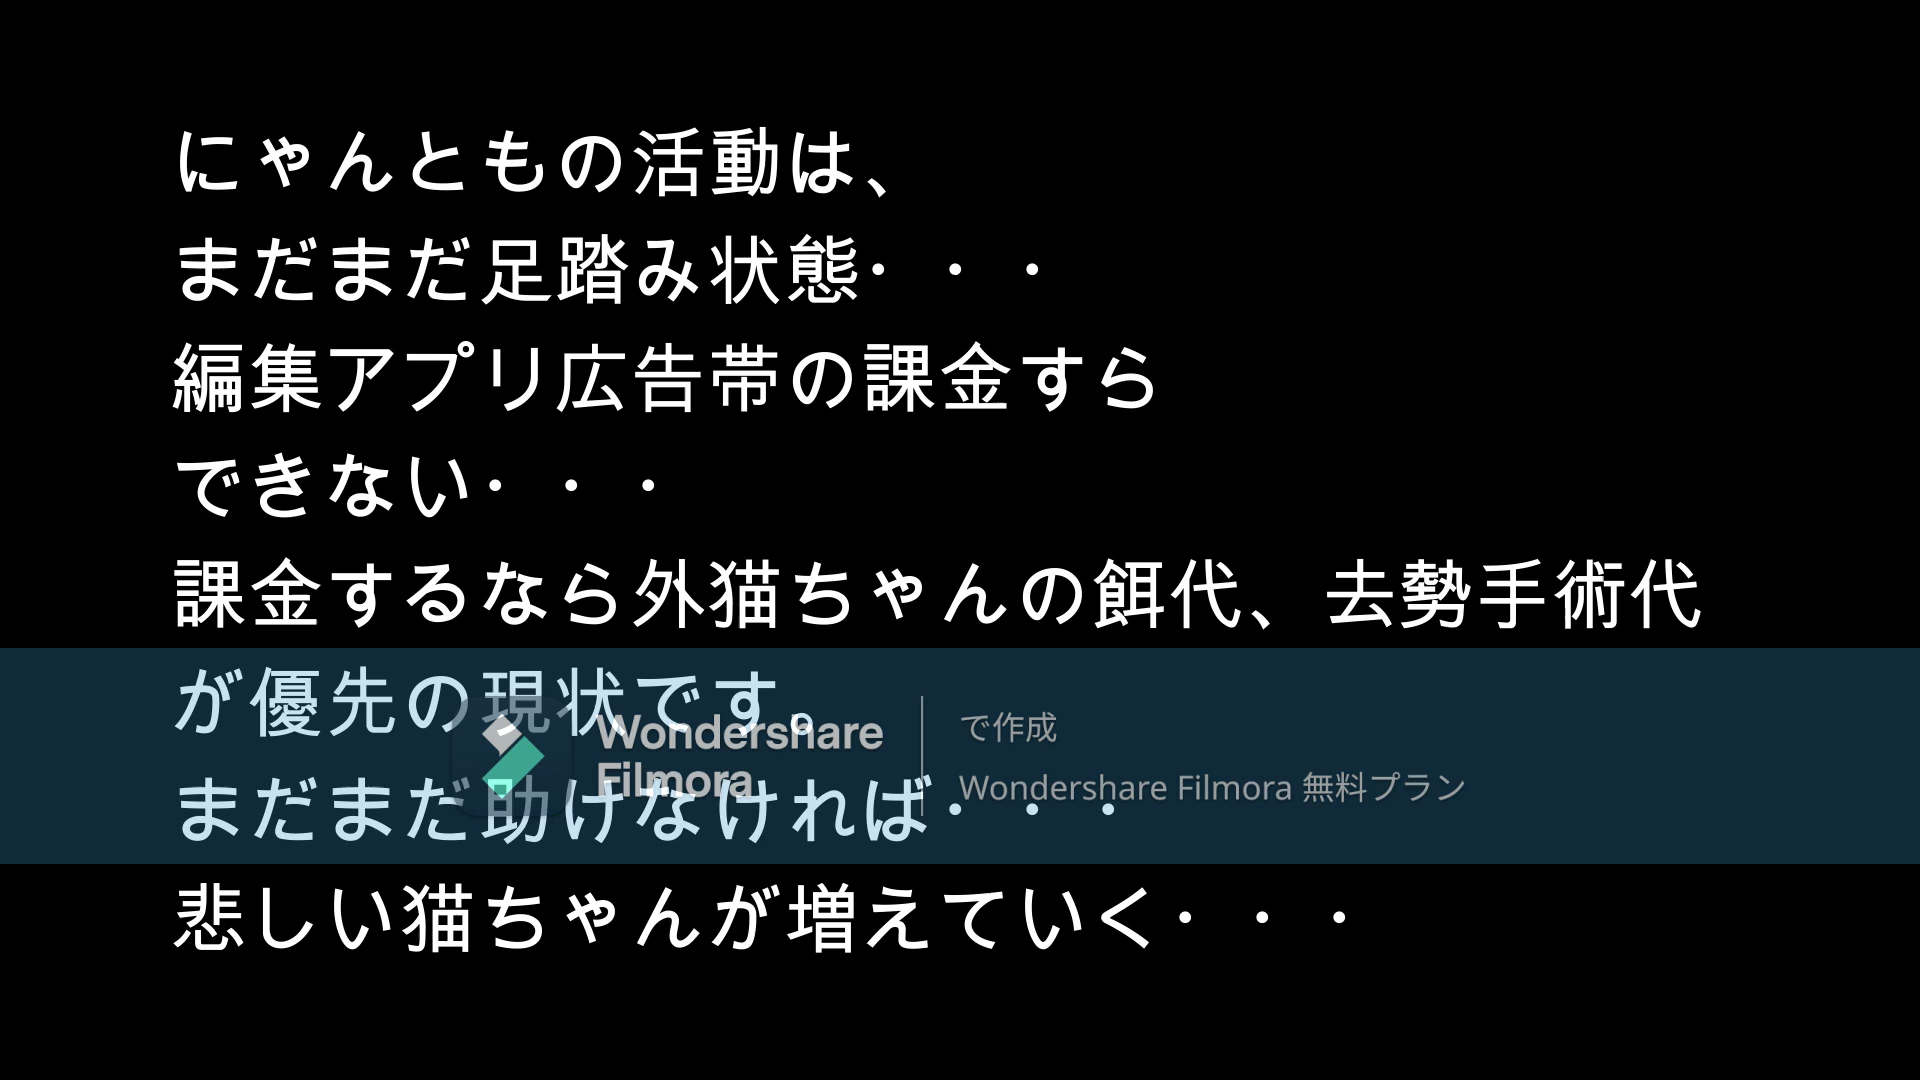 にゃんともの活動は、
まだまだ足踏み状態・・・
編集アプリ広告帯の課金すら
できない・・・
課金するなら外猫ちゃんの餌代、去勢手術代
が優先の現状です。
Wondershare
Filmora
で作成
Wondershare Filmora 無料プラン
まだまだ助けなければ・・・
悲しい猫ちゃんが増えていく・・・